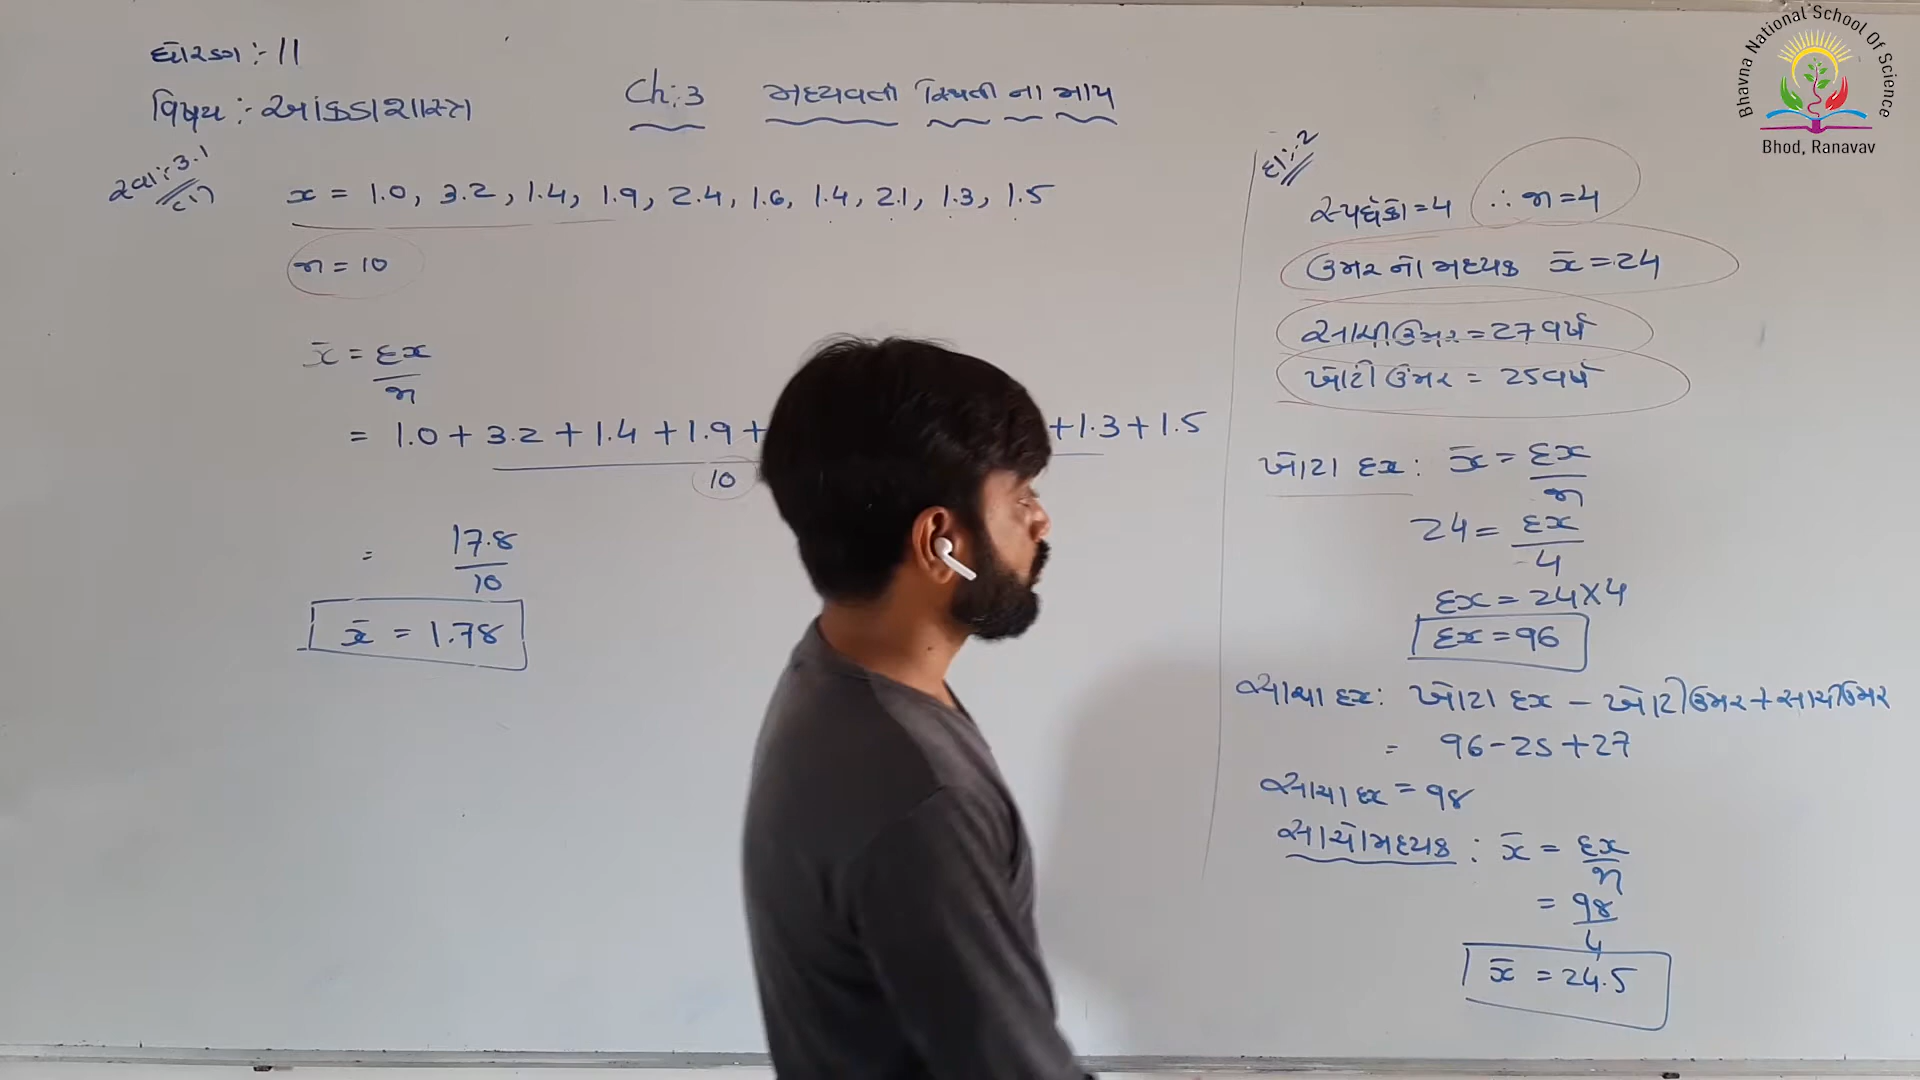 ધોરણ :- 11
વિષય :- આંકડાશાસ્ત્ર
Ch:3 મધ્યવર્તી સ્થિતીના માપ
સ્વા :- 3.1
x = 1.0, 3.2, 1.4, 1.9, 2.4, 1.6, 1.4, 2.1, 1.3, 1.5
n = 10
x̄ = Σx
n
= 1.0 + 3.2 + 1.4 + 1.9 + + 1.3 + 1.5
10
= 17.8
10
x̄ = 1.78
દા :- 2
સ્પર્ધકો = 4 ∴ n = 4
ઉમરનો મધ્યક x̄ = 24
સાચી ઉંમર = 27 વર્ષ
ખોટી ઉંમર = 25 વર્ષ
ખોટા Σx : x̄ = Σx
n
24 = Σx
4
Σx = 24 × 4
Σx = 96
સાચા Σx : ખોટા Σx − ખોટી ઉંમર + સાચી ઉંમર
= 96 - 25 + 27
સાચા Σx = 98
સાચો મધ્યક : x̄ = Σx
n
= 98
4
x̄ = 24.5
Bhavna National School Of Science
Bhod, Ranavav